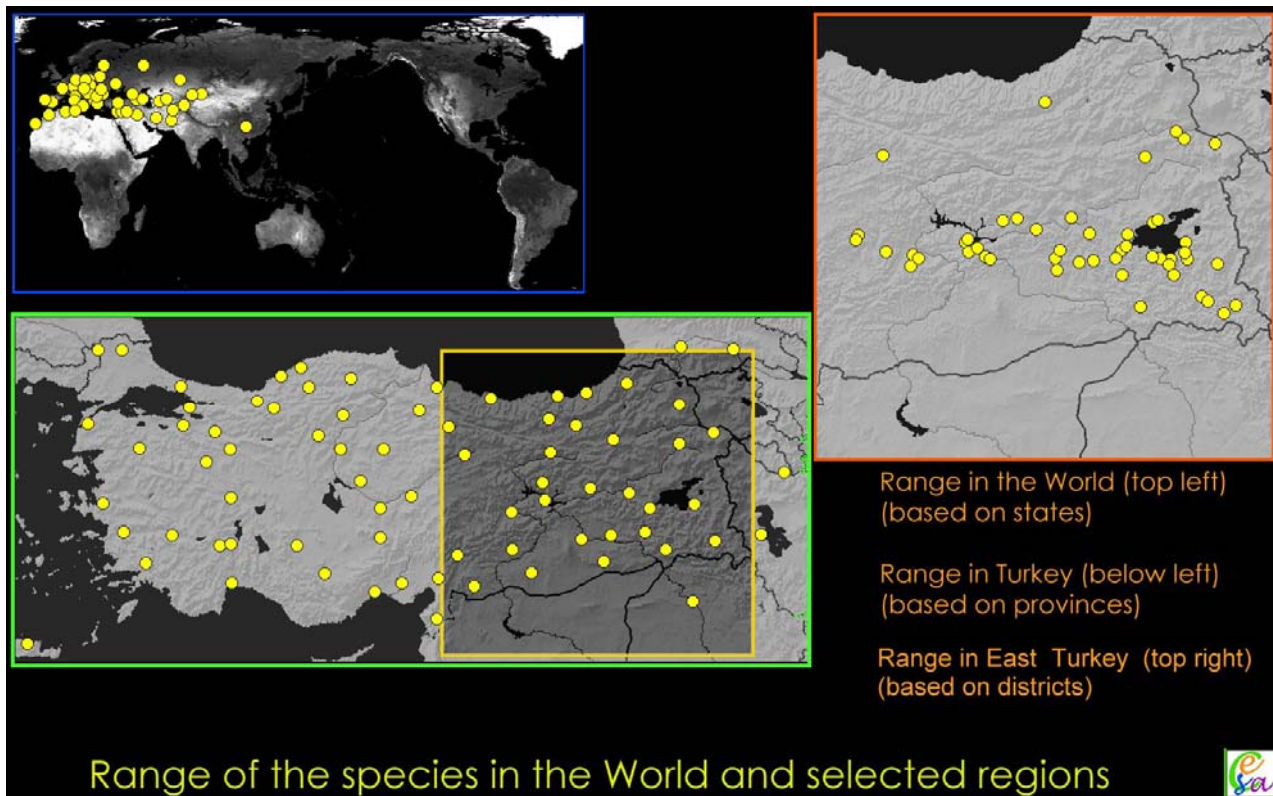 Range in the World (top left)
(based on states)
Range in Turkey (below left)
(based on provinces)
Range in East Turkey (top right)
(based on districts)
Range of the species in the World and selected regions
esa